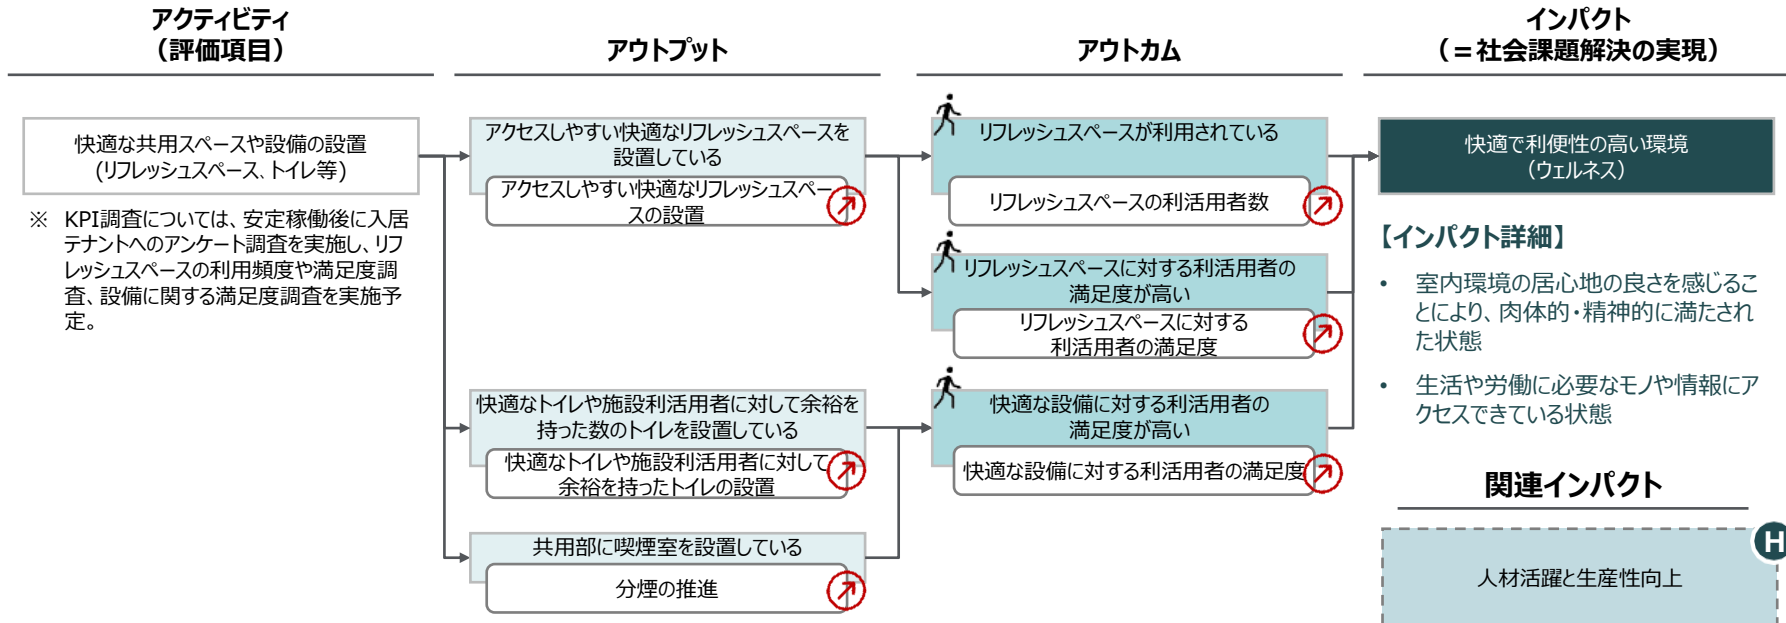 アクティビティ
（評価項目）
アウトプット
アウトカム
インパクト
（＝社会課題解決の実現）
快適な共用スペースや設備の設置
(リフレッシュスペース、トイレ等)
※ KPI調査については、安定稼働後に入居
テナントへのアンケート調査を実施し、リフ
レッシュスペースの利用頻度や満足度調
査、設備に関する満足度調査を実施予
定。
アクセスしやすい快適なリフレッシュスペースを
設置している
アクセスしやすい快適なリフレッシュスペー
スの設置
快適なトイレや施設利活用者に対して余裕を
持った数のトイレを設置している
快適なトイレや施設利活用者に対して
余裕を持ったトイレの設置
共用部に喫煙室を設置している
分煙の推進
リフレッシュスペースが利用されている
リフレッシュスペースの利活用者数
リフレッシュスペースに対する利活用者の
満足度が高い
リフレッシュスペースに対する
利活用者の満足度
快適な設備に対する利活用者の
満足度が高い
快適な設備に対する利活用者の満足度
快適で利便性の高い環境
(ウェルネス)
【インパクト詳細】
• 室内環境の居心地の良さを感じるこ
とにより、肉体的・精神的に満たされ
た状態
• 生活や労働に必要なモノや情報にア
クセスできている状態
関連インパクト
H
人材活躍と生産性向上